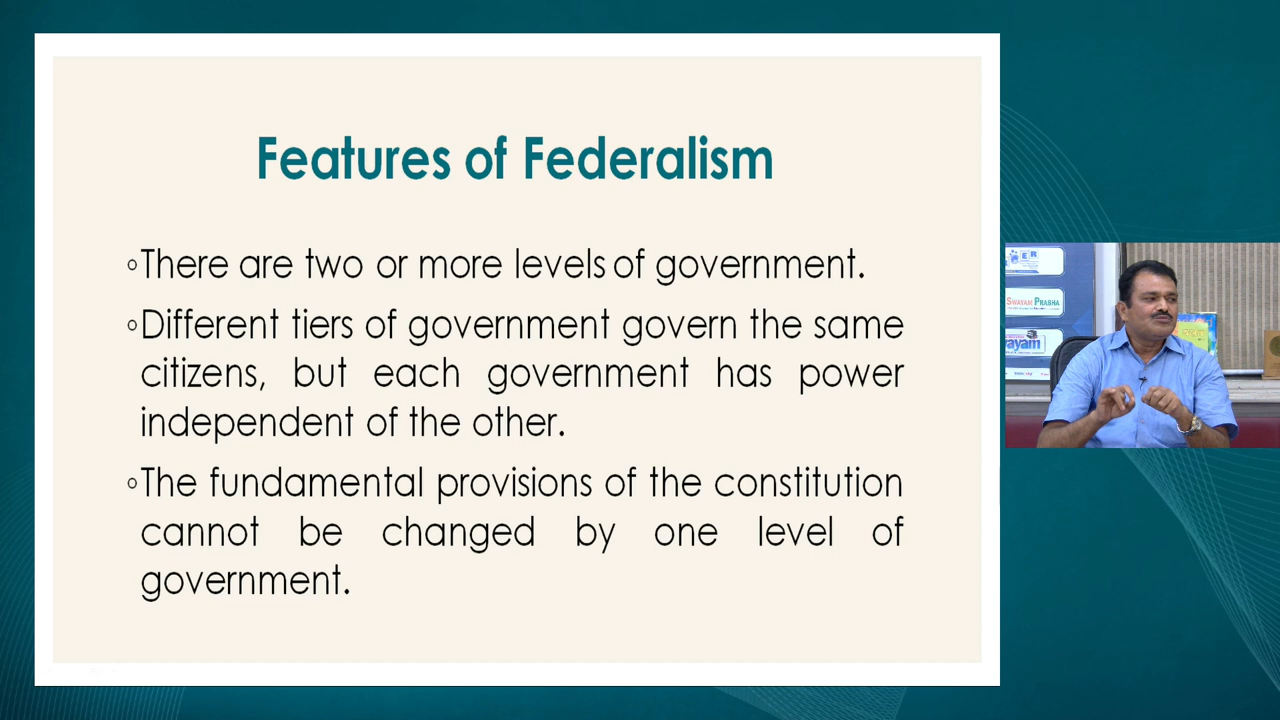 Features of Federalism
◦There are two or more levels of government.
◦Different tiers of government govern the same
citizens, but each government has power
independent of the other.
◦The fundamental provisions of the constitution
cannot be changed by one level of
government.
SWAYAM PRABHA